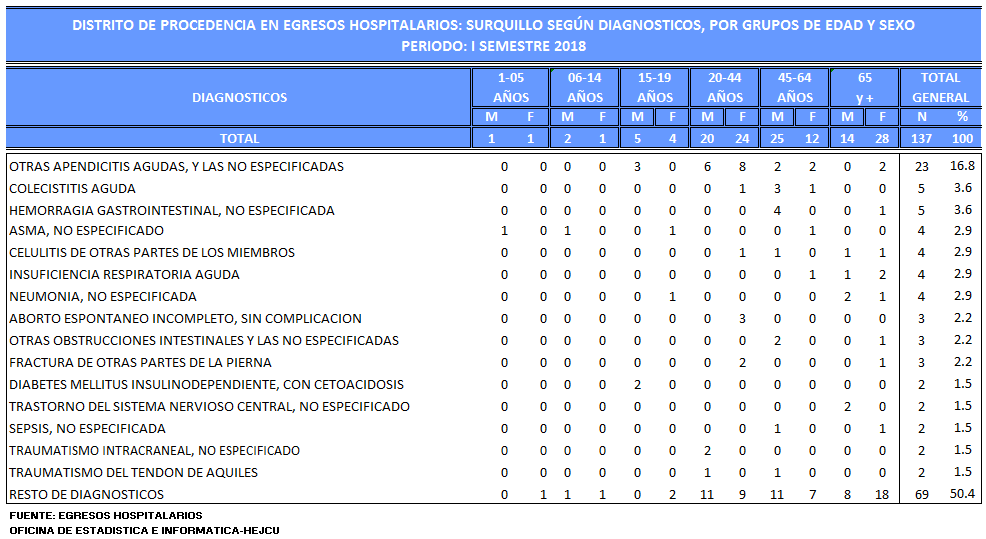 DISTRITO DE PROCEDENCIA EN EGRESOS HOSPITALARIOS: SURQUILLO SEGÚN DIAGNOSTICOS, POR GRUPOS DE EDAD Y SEXO
PERIODO: I SEMESTRE 2018
DIAGNOSTICOS 1-05 AÑOS 06-14 AÑOS 15-19 AÑOS 20-44 AÑOS 45-64 AÑOS 65 y + TOTAL GENERAL
M F M F M F M F M F M F N %
TOTAL 1 1 2 1 5 4 20 24 25 12 14 28 137 100
OTRAS APENDICITIS AGUDAS, Y LAS NO ESPECIFICADAS 0 0 0 0 3 0 6 8 2 2 0 2 23 16.8
COLECISTITIS AGUDA 0 0 0 0 0 0 0 1 3 1 0 0 5 3.6
HEMORRAGIA GASTROINTESTINAL, NO ESPECIFICADA 0 0 0 0 0 0 0 0 4 0 0 1 5 3.6
ASMA, NO ESPECIFICADO 1 0 1 0 0 1 0 0 0 1 0 0 4 2.9
CELULITIS DE OTRAS PARTES DE LOS MIEMBROS 0 0 0 0 0 0 0 1 1 0 1 1 4 2.9
INSUFICIENCIA RESPIRATORIA AGUDA 0 0 0 0 0 0 0 0 0 1 1 2 4 2.9
NEUMONIA, NO ESPECIFICADA 0 0 0 0 0 1 0 0 0 0 2 1 4 2.9
ABORTO ESPONTANEO INCOMPLETO, SIN COMPLICACION 0 0 0 0 0 0 0 3 0 0 0 0 3 2.2
OTRAS OBSTRUCCIONES INTESTINALES Y LAS NO ESPECIFICADAS 0 0 0 0 0 0 0 0 2 0 0 1 3 2.2
FRACTURA DE OTRAS PARTES DE LA PIERNA 0 0 0 0 0 0 0 2 0 0 0 1 3 2.2
DIABETES MELLITUS INSULINODEPENDIENTE, CON CETOACIDOSIS 0 0 0 0 2 0 0 0 0 0 0 0 2 1.5
TRASTORNO DEL SISTEMA NERVIOSO CENTRAL, NO ESPECIFICADO 0 0 0 0 0 0 0 0 0 0 2 0 2 1.5
SEPSIS, NO ESPECIFICADA 0 0 0 0 0 0 0 0 1 0 0 1 2 1.5
TRAUMATISMO INTRACRANEAL, NO ESPECIFICADO 0 0 0 0 0 0 2 0 0 0 0 0 2 1.5
TRAUMATISMO DEL TENDON DE AQUILES 0 0 0 0 0 0 1 0 1 0 0 0 2 1.5
RESTO DE DIAGNOSTICOS 0 1 1 1 0 2 11 9 11 7 8 18 69 50.4
FUENTE: EGRESOS HOSPITALARIOS
OFICINA DE ESTADISTICA E INFORMATICA-HEJCU